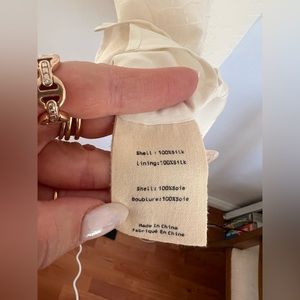 Shell: 100%Silk
lining: 100%Silk
Shell: 100%Soie
Doublure: 100%Soie
Made In China
Fabriqué En Chine